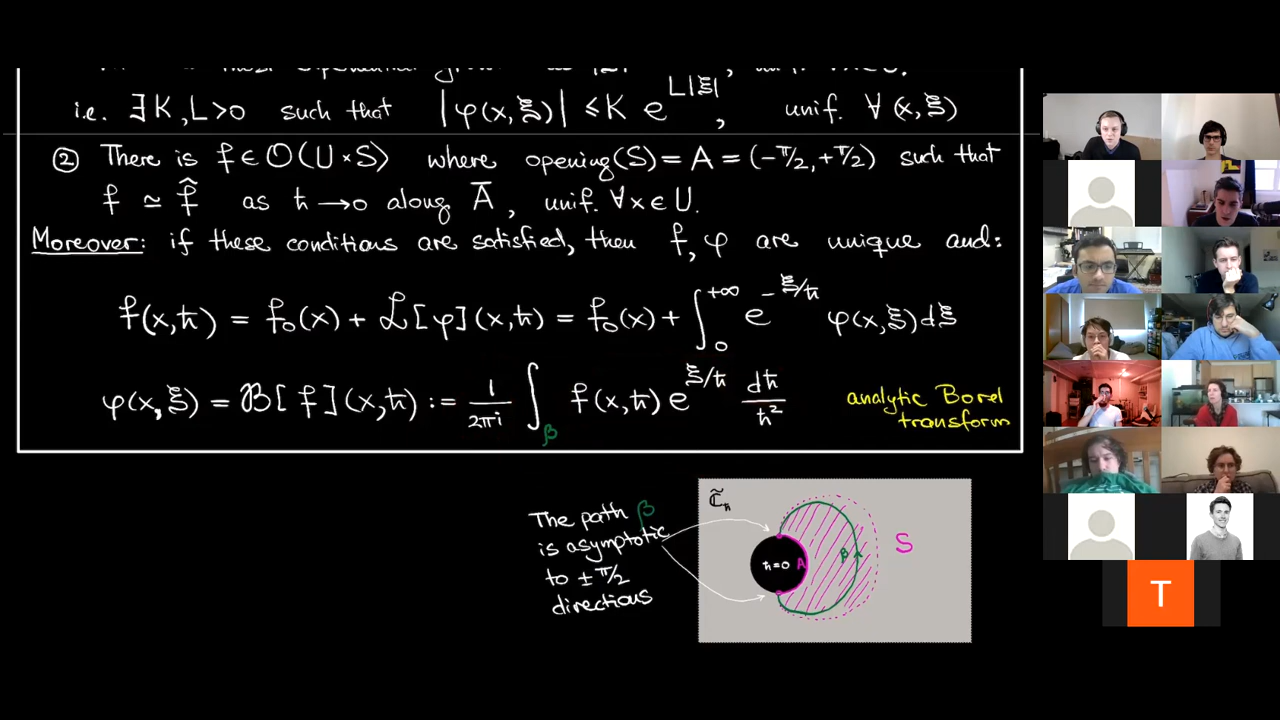 i.e. ∃ K, L > 0 such that |φ(x, ξ)| ≤ K e^{L|ξ|}, unif. ∀ (x, ξ)
② There is f ∈ O(U × S) where opening(S) = A = (-π/2, +π/2) such that
f ≃ f̂ as ħ → 0 along A̅, unif. ∀ x ∈ U.
Moreover: if these conditions are satisfied, then f, φ are unique and:
f(x, ħ) = f₀(x) + ℒ[φ](x, ħ) = f₀(x) + ∫₀^{+∞} e^{-ξ/ħ} φ(x, ξ) dξ
φ(x, ξ) = 𝔅[f](x, ħ) := 1/2πi ∫_β f(x, ħ) e^{ξ/ħ} dħ/ħ²
analytic Borel
transform
The path β
is asymptotic
to ± π/2
directions
ℂ̃_ħ
ħ=0
A
β
S
T